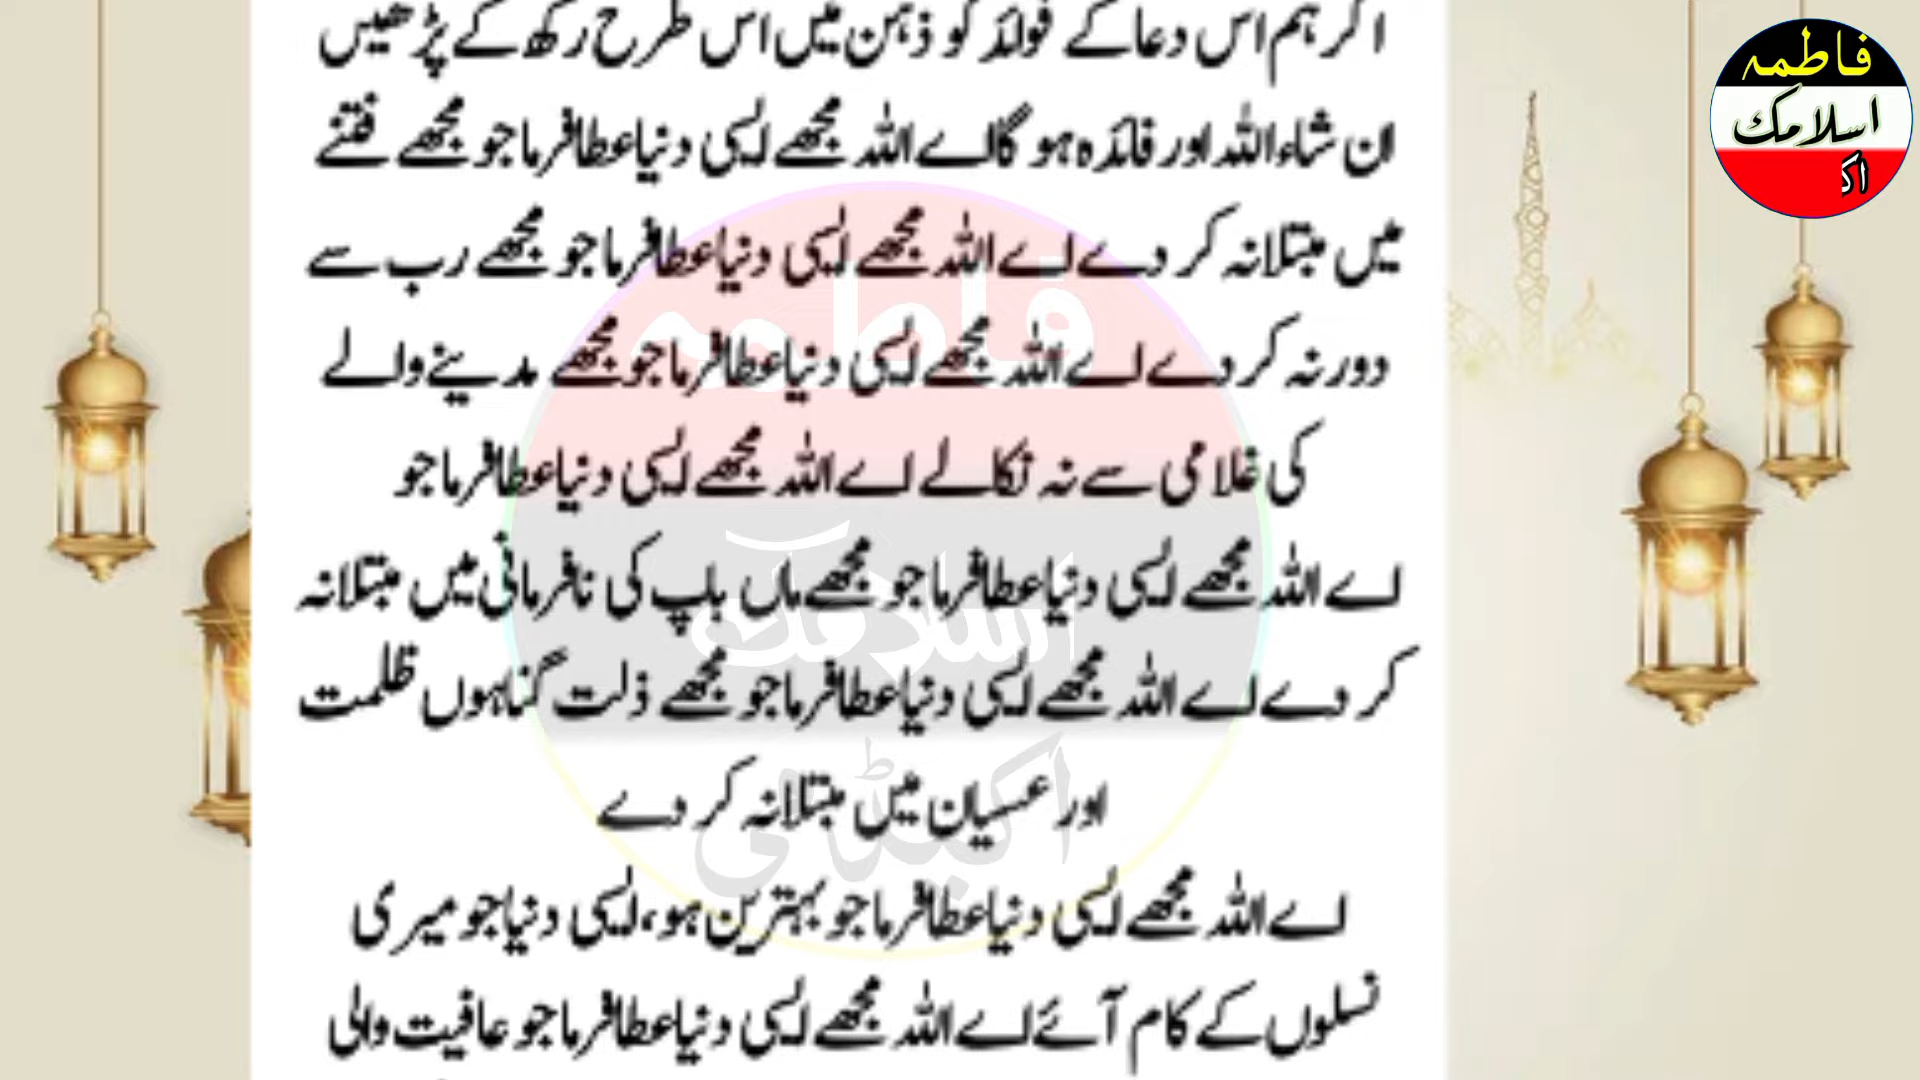 اگر ہم اس دعا کے فوائد کو ذہن میں اس طرح رکھ کے پڑھیں
ان شاء اللہ اور فائدہ ہو گا اے اللہ مجھے ایسی دنیا عطا فرما جو مجھے فتنے
میں مبتلا نہ کر دے اے اللہ مجھے ایسی دنیا عطا فرما جو مجھے رب سے
دور نہ کر دے اے اللہ مجھے ایسی دنیا عطا فرما جو مجھے مدینے والے
کی غلامی سے نہ نکالے اے اللہ مجھے ایسی دنیا عطا فرما جو
اے اللہ مجھے ایسی دنیا عطا فرما جو مجھے ماں باپ کی نافرمانی میں مبتلا نہ
کر دے اے اللہ مجھے ایسی دنیا عطا فرما جو مجھے ذلت گناہوں ظلمت
اور عسیان میں مبتلا نہ کر دے
اے اللہ مجھے ایسی دنیا عطا فرما جو بہترین ہو، ایسی دنیا جو میری
نسلوں کے کام آئے اے اللہ مجھے ایسی دنیا عطا فرما جو عافیت والی
فاطمہ
اسلامک
اک
فاطمہ
اسلامک
اکیڈمی